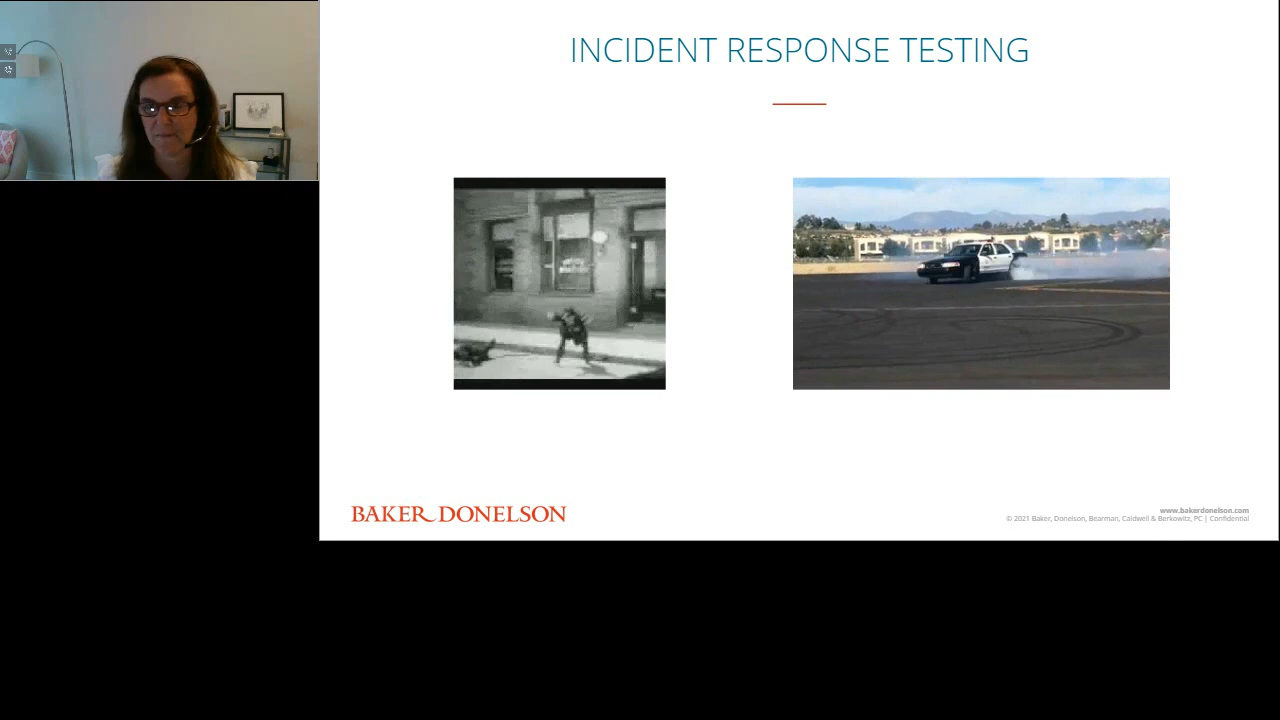 INCIDENT RESPONSE TESTING
BAKER DONELSON
www.bakerdonelson.com
© 2021 Baker, Donelson, Bearman, Caldwell & Berkowitz, PC | Confidential